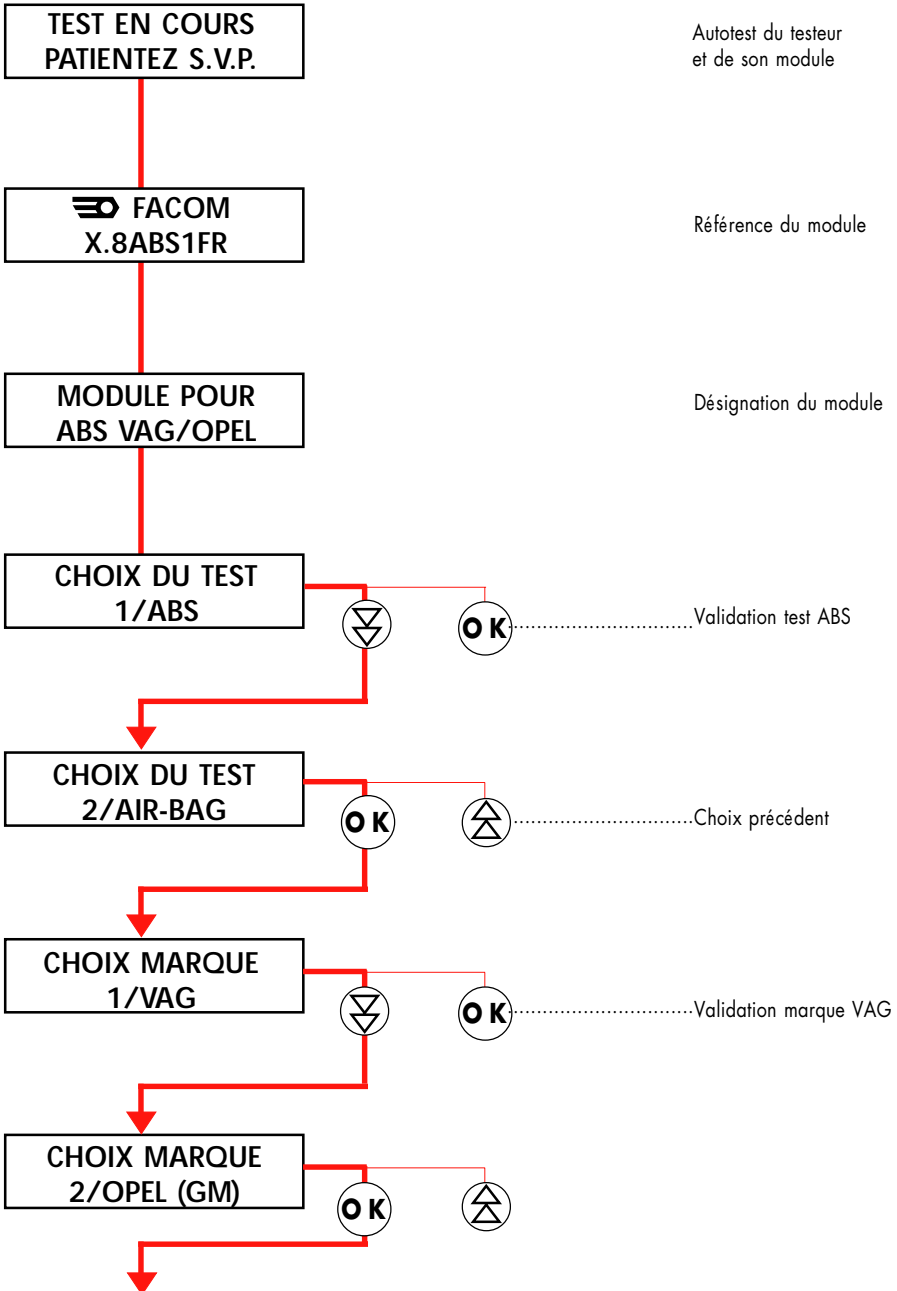 TEST EN COURS
PATIENTEZ S.V.P.
Autotest du testeur
et de son module
FACOM
X.8ABS1FR
Référence du module
MODULE POUR
ABS VAG/OPEL
Désignation du module
CHOIX DU TEST
1/ABS
OK
Validation test ABS
CHOIX DU TEST
2/AIR-BAG
OK
Choix précédent
CHOIX MARQUE
1/VAG
OK
Validation marque VAG
CHOIX MARQUE
2/OPEL (GM)
OK